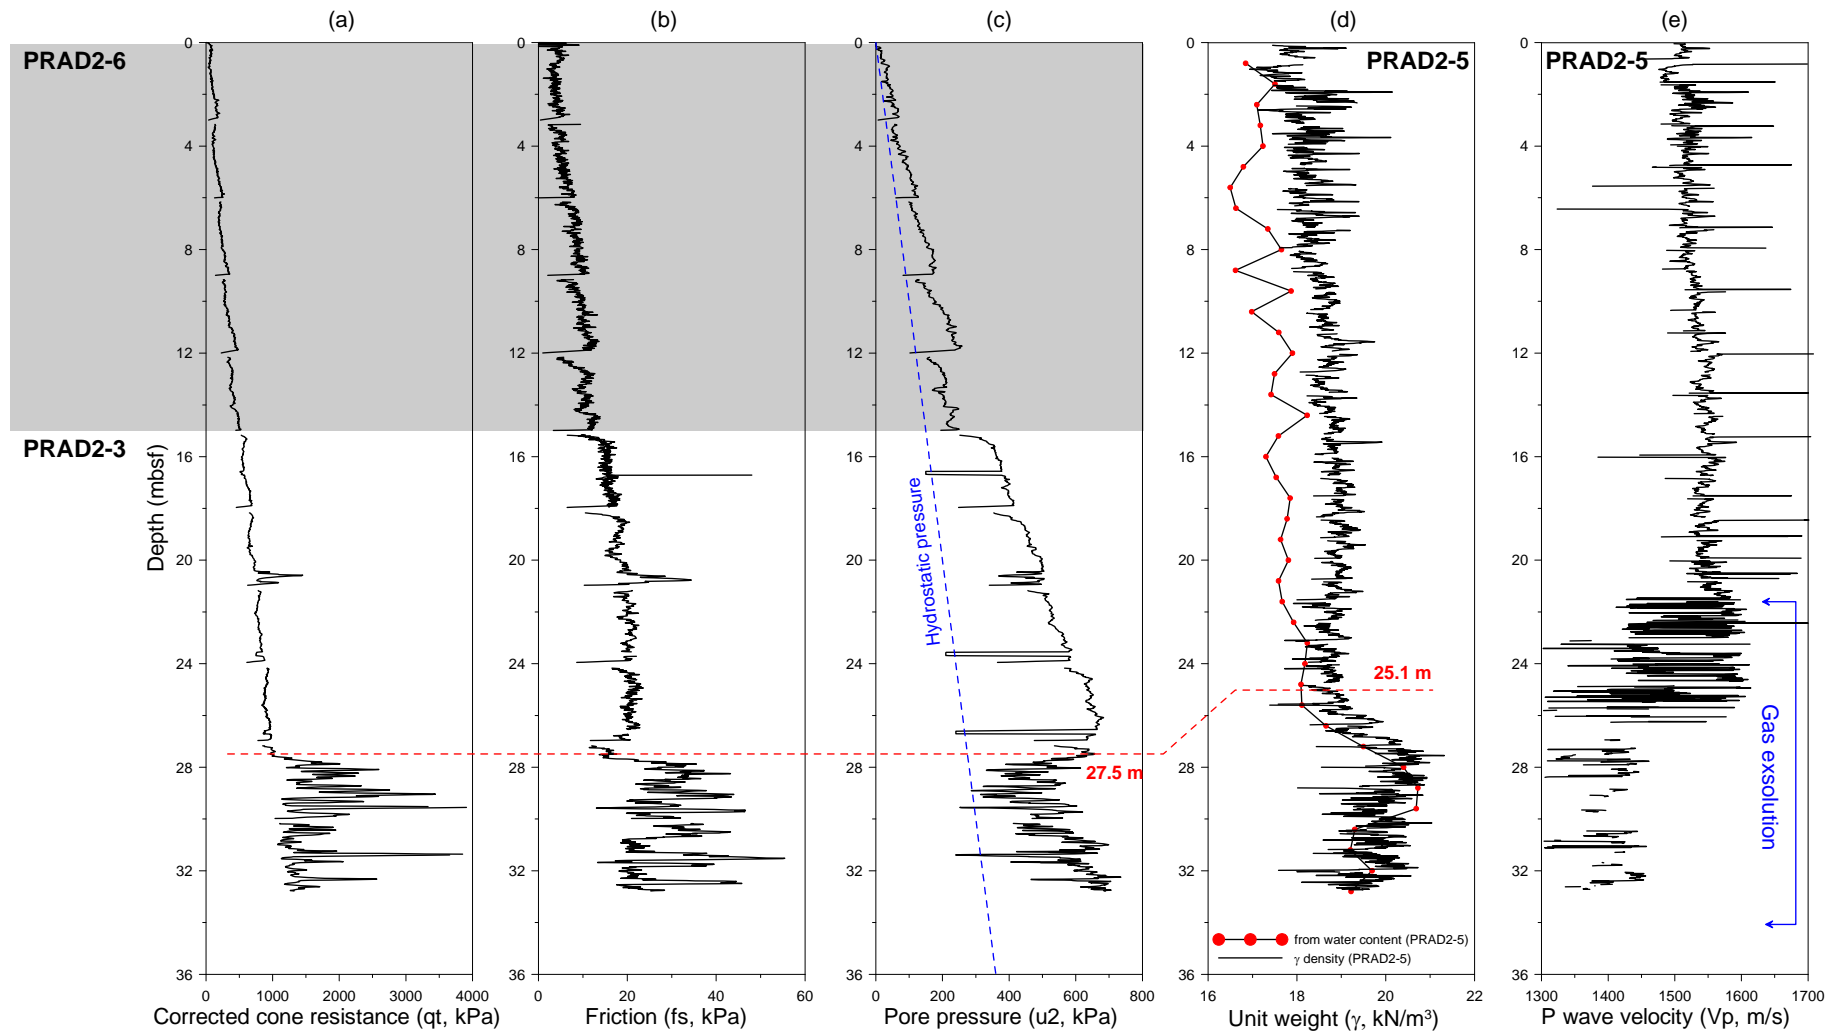 (a) (b) (c) (d) (e)
0 1000 2000 3000 4000
0 20 40 60
0 200 400 600 800
16 18 20 22
1300 1400 1500 1600 1700
0 4 8 12 16 20 24 28 32 36
0 4 8 12 16 20 24 28 32 36
0 4 8 12 16 20 24 28 32 36
0 4 8 12 16 20 24 28 32 36
0 4 8 12 16 20 24 28 32 36
PRAD2-6
PRAD2-3
PRAD2-5
PRAD2-5
Depth (mbsf)
Hydrostatic pressure
25.1 m
27.5 m
Gas exsolution
from water content (PRAD2-5)
γ density (PRAD2-5)
Corrected cone resistance (qt, kPa)
Friction (fs, kPa)
Pore pressure (u2, kPa)
Unit weight (γ, kN/m³)
P wave velocity (Vp, m/s)